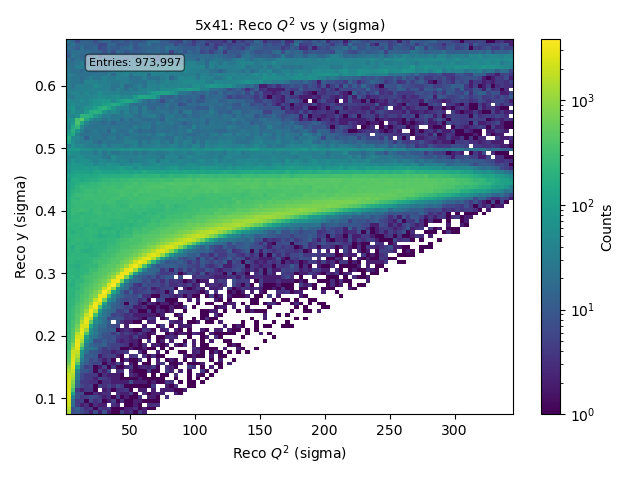 5x41: Reco Q² vs y (sigma)
Entries: 973,997
Reco y (sigma)
0.6
0.5
0.4
0.3
0.2
0.1
50 100 150 200 250 300
Reco Q² (sigma)
10³
10²
10¹
10⁰
Counts